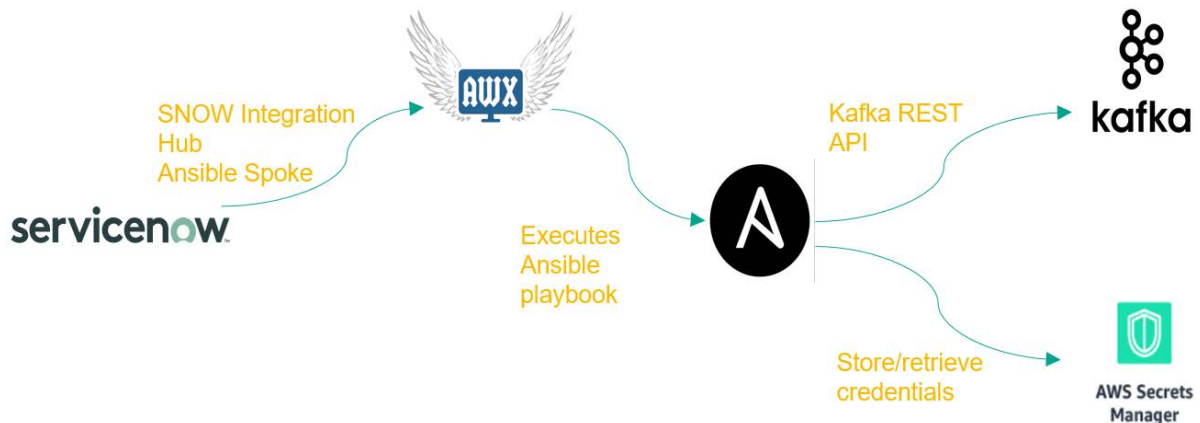 SNOW Integration
Hub
Ansible Spoke
servicenow
AWX
Executes
Ansible
playbook
A
Kafka REST
API
kafka
Store/retrieve
credentials
AWS Secrets
Manager